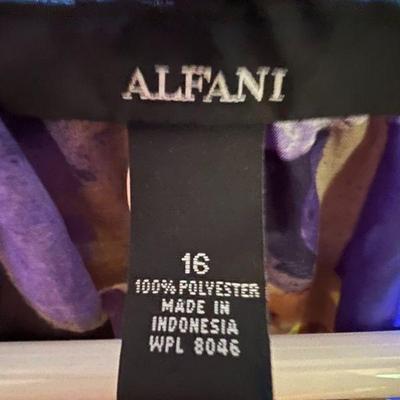 ALFANI
16
100% POLYESTER
MADE IN
INDONESIA
WPL 8046